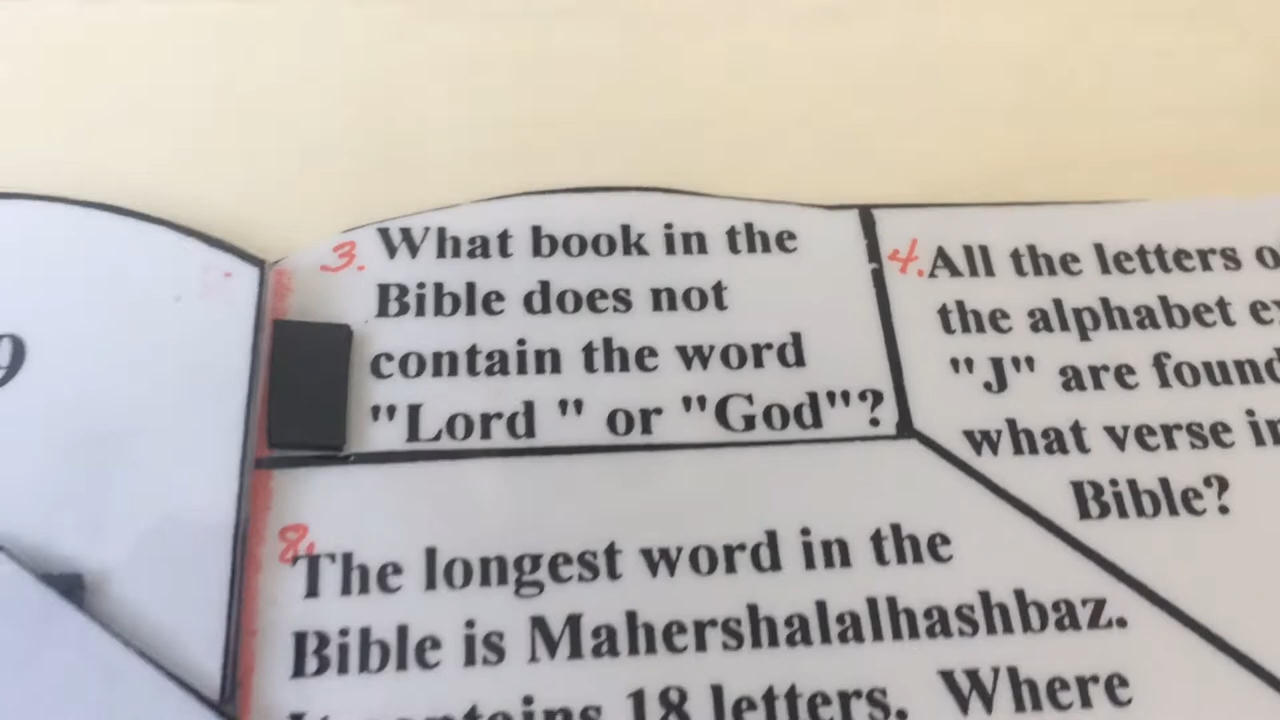 9
3. What book in the
Bible does not
contain the word
"Lord " or "God"?
4. All the letters
the alphabet
"J" are found
what verse in
Bible?
8. The longest word in the
Bible is Mahershalalhashbaz.
18 letters. Where